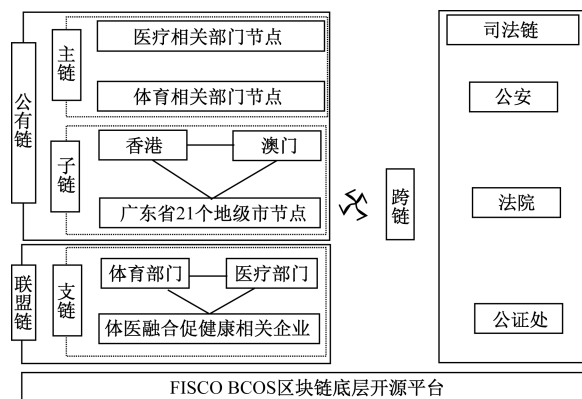 公有链
主链
医疗相关部门节点
体育相关部门节点
子链
香港
澳门
广东省21个地级市节点
联盟链
支链
体育部门
医疗部门
体医融合促健康相关企业
跨链
司法链
公安
法院
公证处
FISCO BCOS区块链底层开源平台